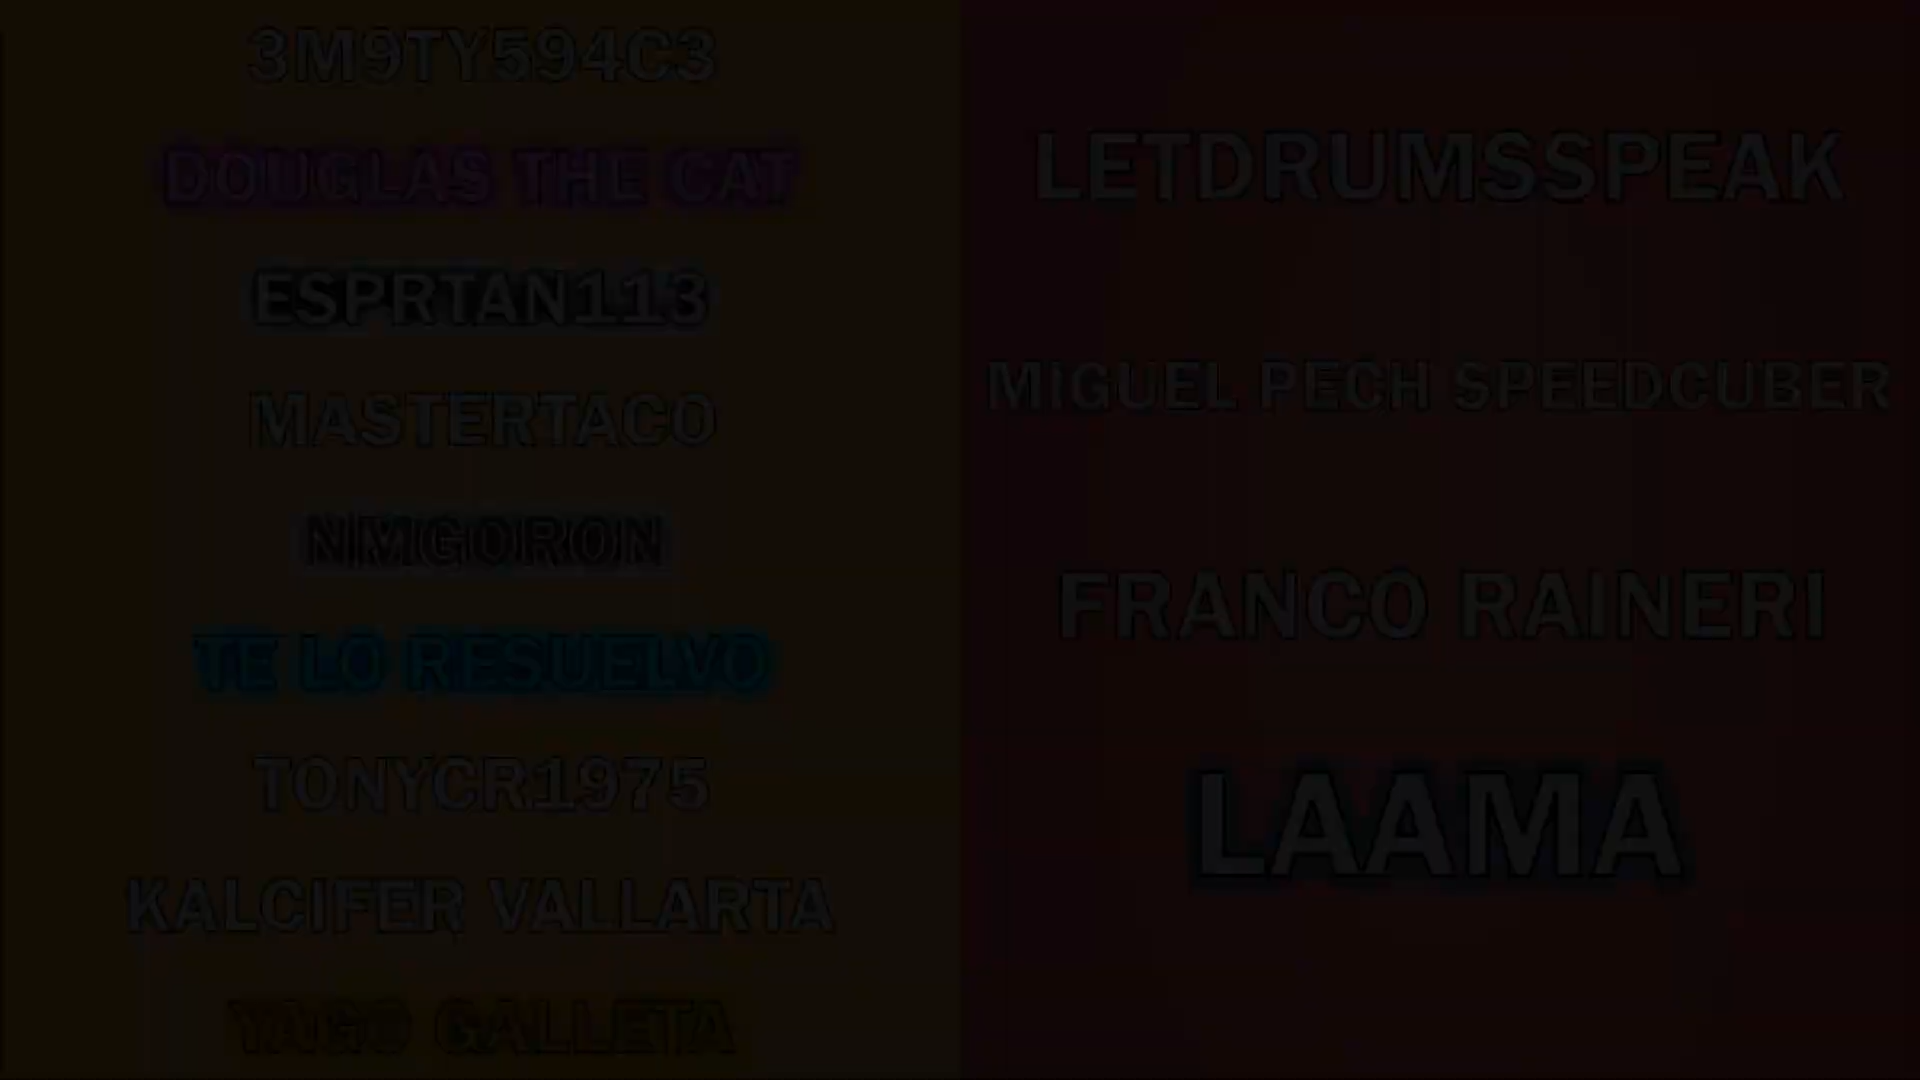 3M9TY594C3
DOUGLAS THE CAT
ESPRTAN113
MASTERTACO
NMGORON
TE LO RESUELVO
TONYCR1975
KALCIFER VALLARTA
YAGO GALLETA
LETDRUMSSPEAK
MIGUEL PECH SPEEDCUBER
FRANCO RAINERI
LAAMA